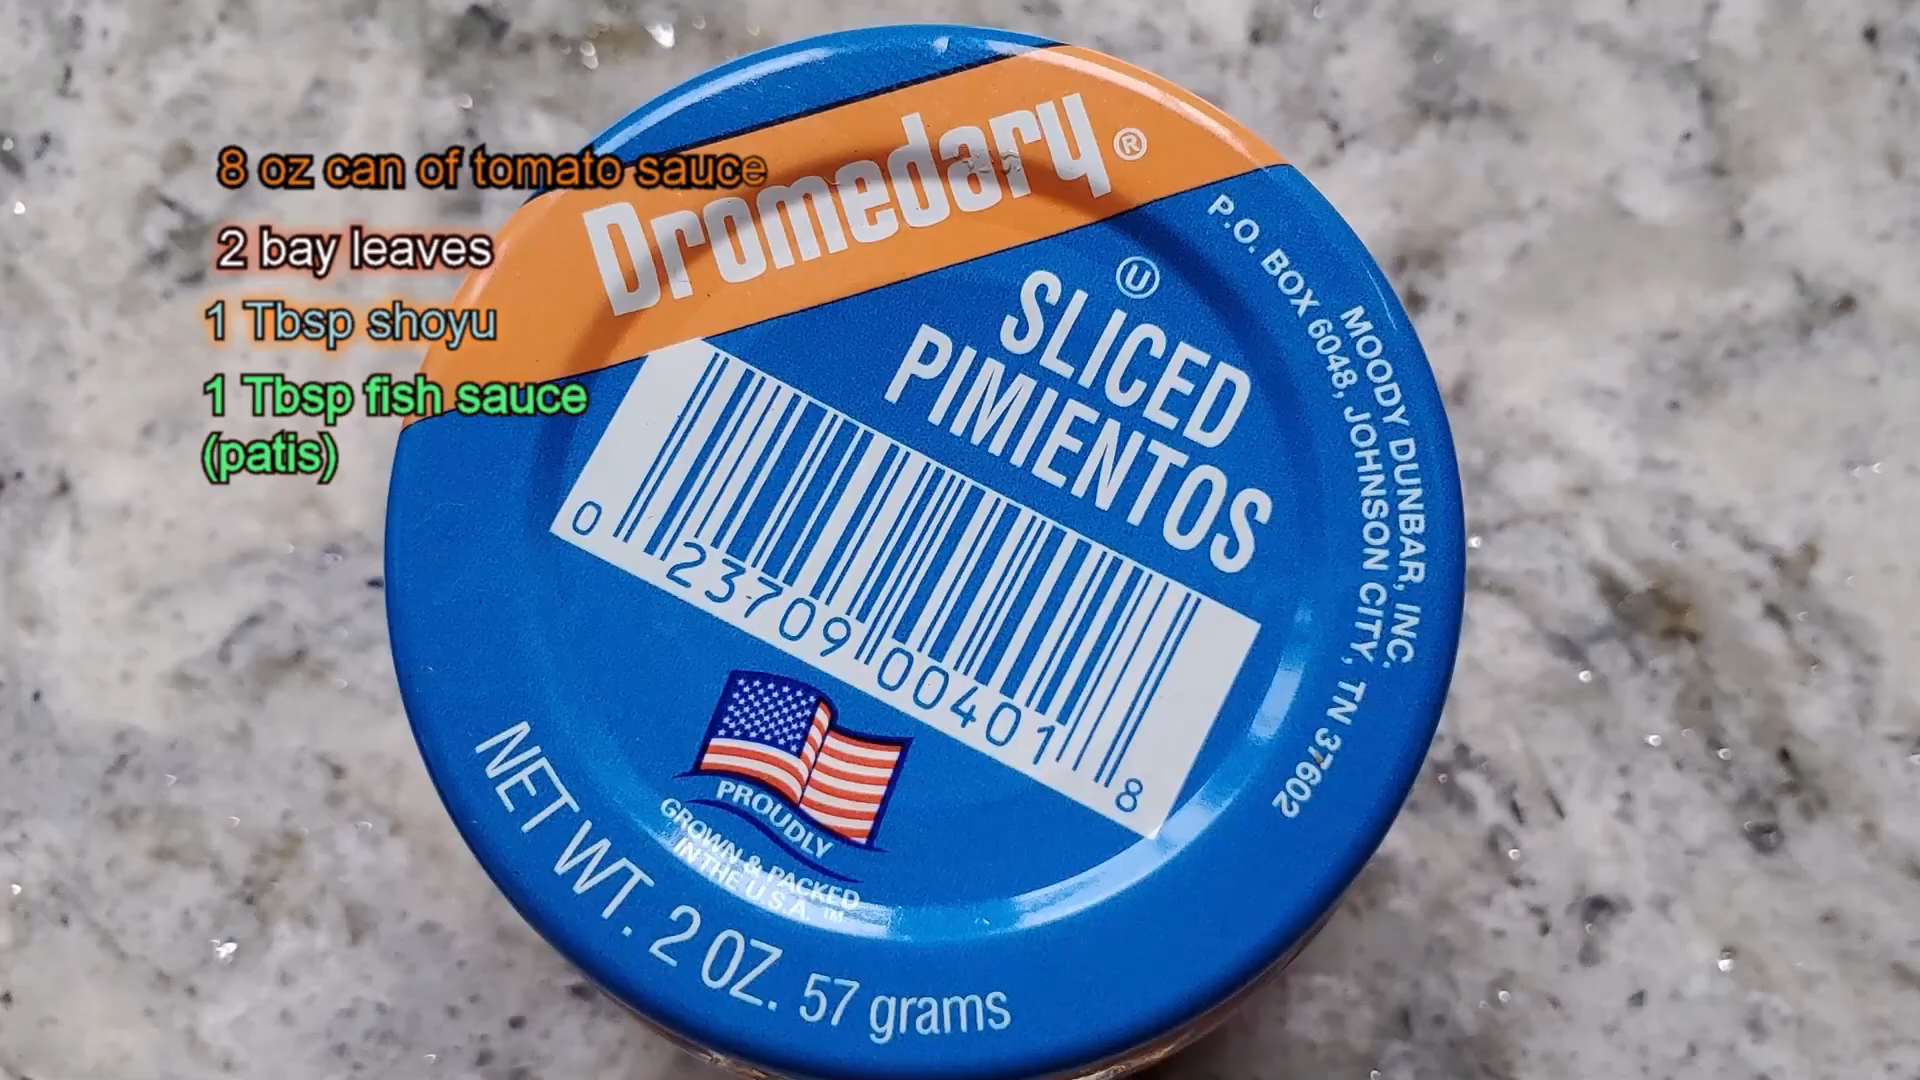 8 oz can of tomato sauce
2 bay leaves
1 Tbsp shoyu
1 Tbsp fish sauce
(patis)
Dromedary®
U
SLICED
PIMIENTOS
MOODY DUNBAR, INC.
P.O. BOX 6048, JOHNSON CITY, TN 37602
0 23709 00401 8
PROUDLY
GROWN & PACKED
IN THE U.S.A. ™
NET WT. 2 OZ. 57 grams